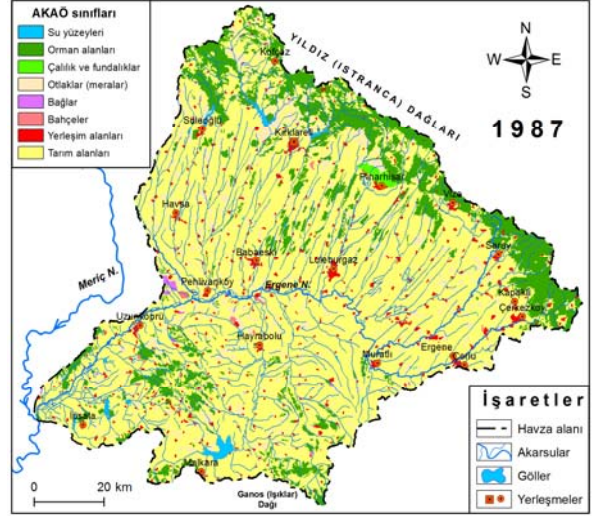 AKAÖ sınıfları
Su yüzeyleri
Orman alanları
Çalılık ve fundalıklar
Otlaklar (meralar)
Bağlar
Bahçeler
Yerleşim alanları
Tarım alanları
N
W E
S
1987
YILDIZ (ISTRANCA) DAĞLARI
Kofçaz
Süloğlu
Kırklareli
Pınarhisar
Vize
Havsa
Babaeski
Lüleburgaz
Saray
Meriç N.
Pehlivanköy
Ergene N.
Kapaklı
Çerkezköy
Uzunköprü
Hayrabolu
Muratlı
Ergene
Çorlu
İpsala
Malkara
Ganos (Işıklar)
Dağı
0 20 km
İşaretler
Havza alanı
Akarsular
Göller
Yerleşmeler